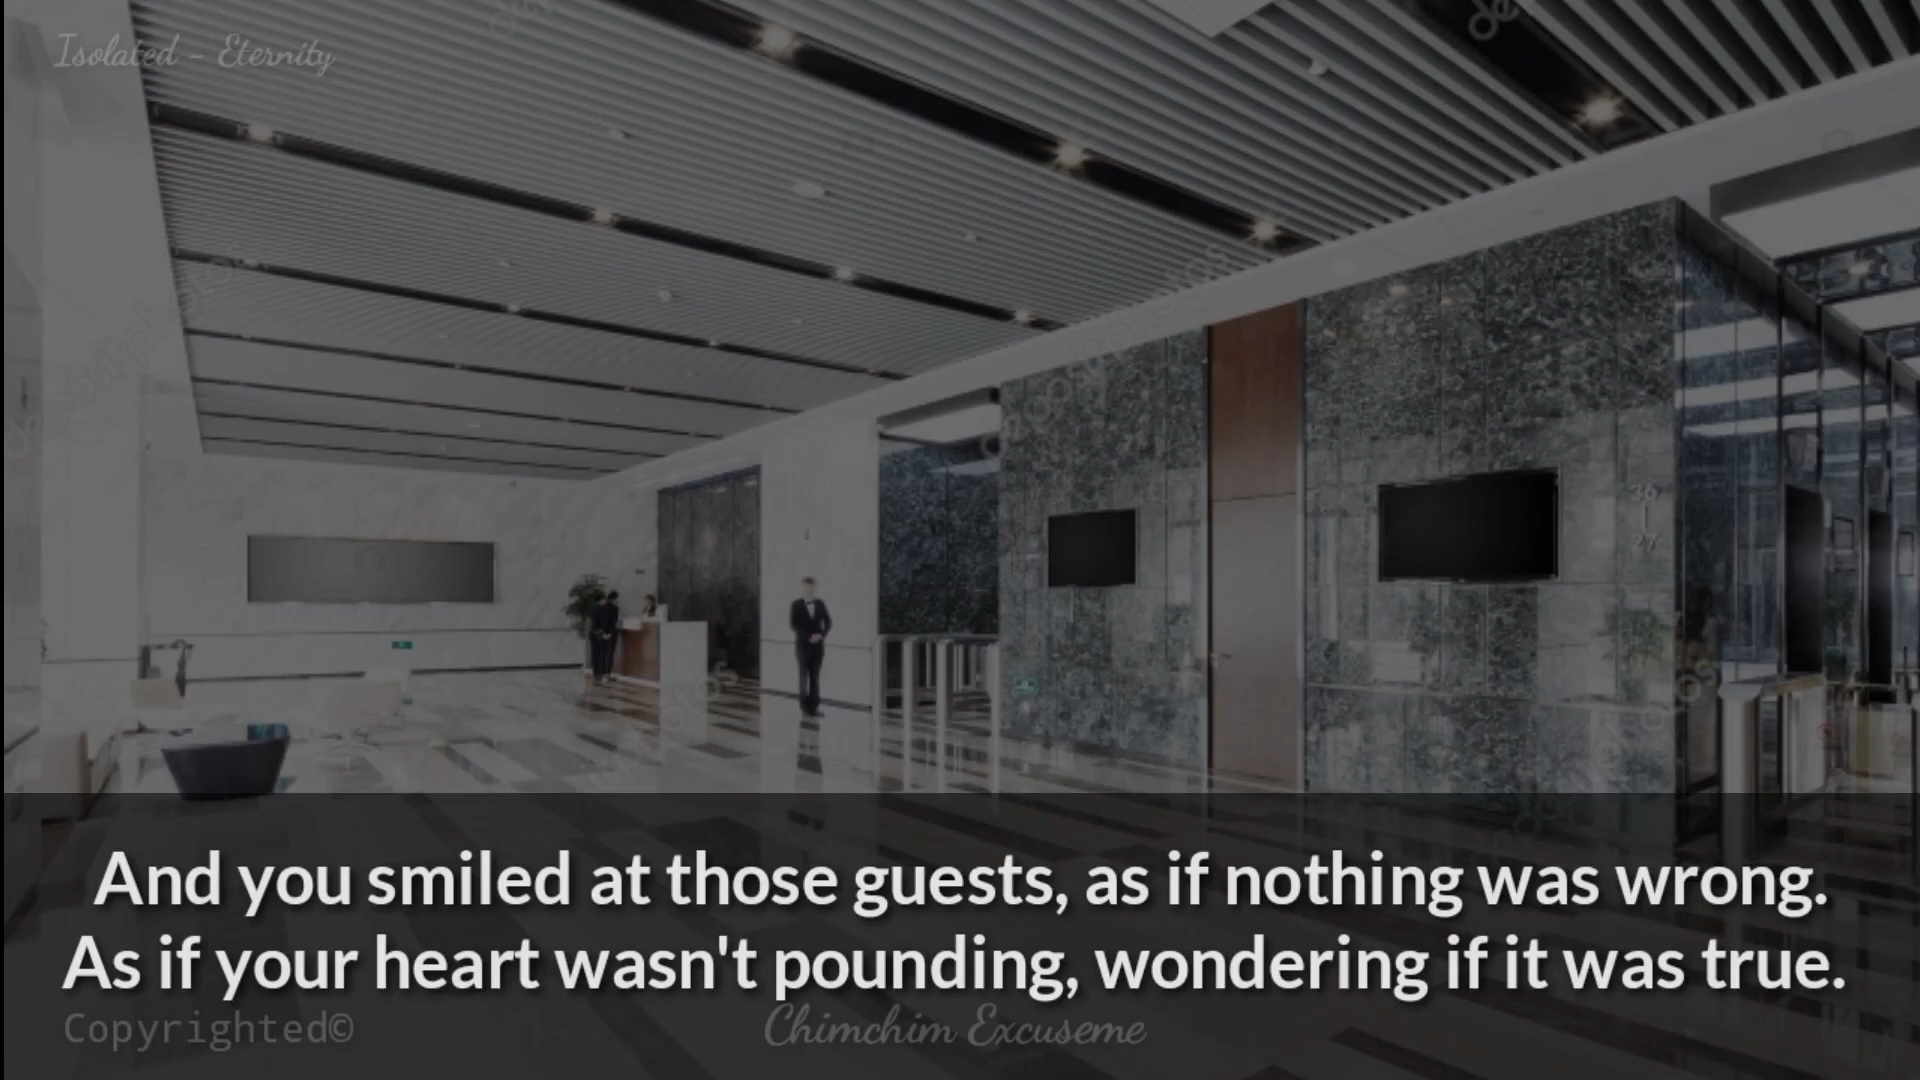 Isolated - Eternity
And you smiled at those guests, as if nothing was wrong.
As if your heart wasn't pounding, wondering if it was true.
Copyrighted©
Chimchim Excuseme